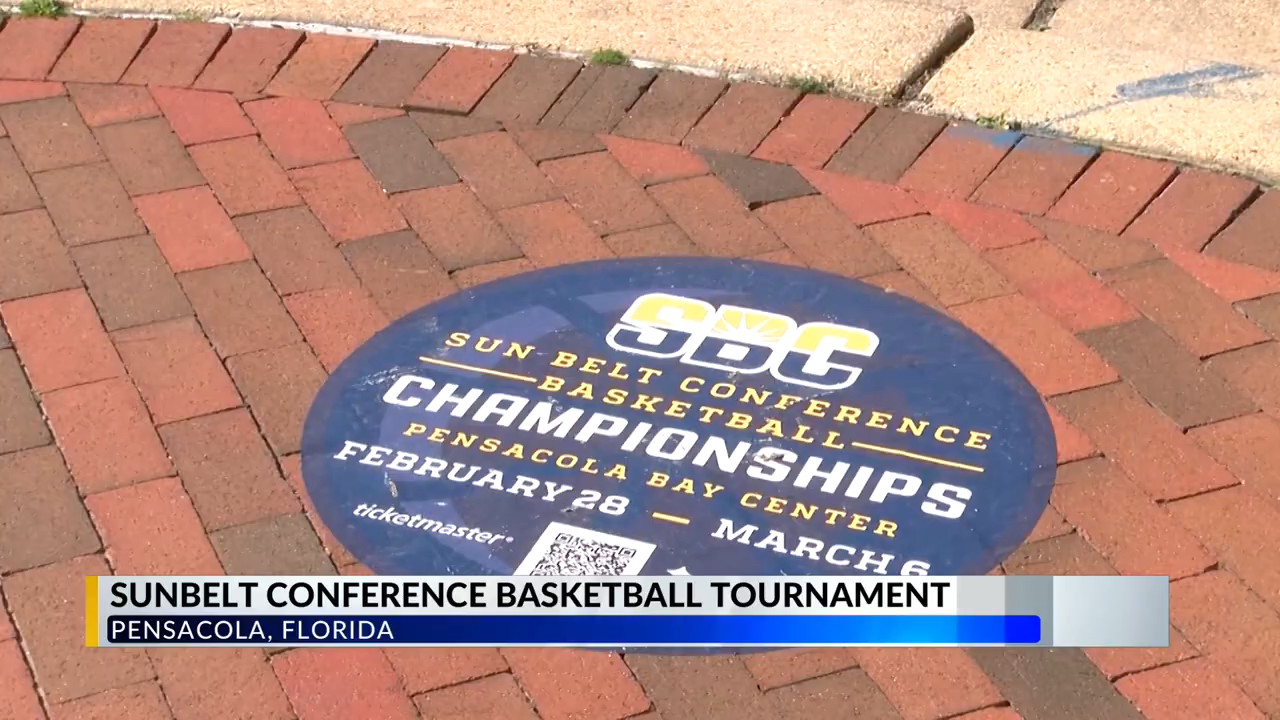 SBC
SUN BELT CONFERENCE
BASKETBALL
CHAMPIONSHIPS
PENSACOLA BAY CENTER
FEBRUARY 28 — MARCH 6
ticketmaster®
SUNBELT CONFERENCE BASKETBALL TOURNAMENT
PENSACOLA, FLORIDA